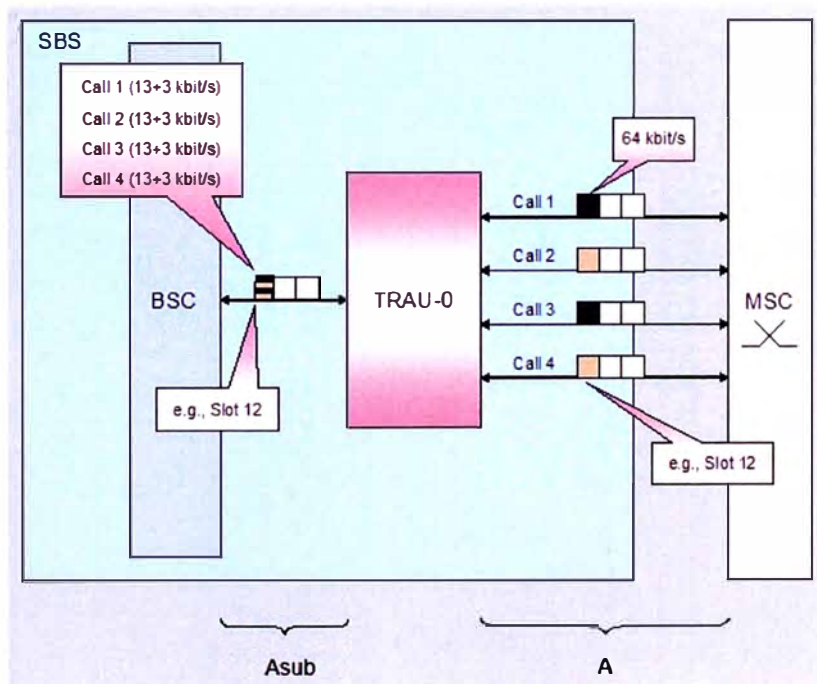 SBS
Call 1 (13+3 kbit/s)
Call 2 (13+3 kbit/s)
Call 3 (13+3 kbit/s)
Call 4 (13+3 kbit/s)
64 kbit/s
Call 1
Call 2
Call 3
Call 4
BSC
TRAU-0
MSC
e.g., Slot 12
e.g., Slot 12
Asub
A